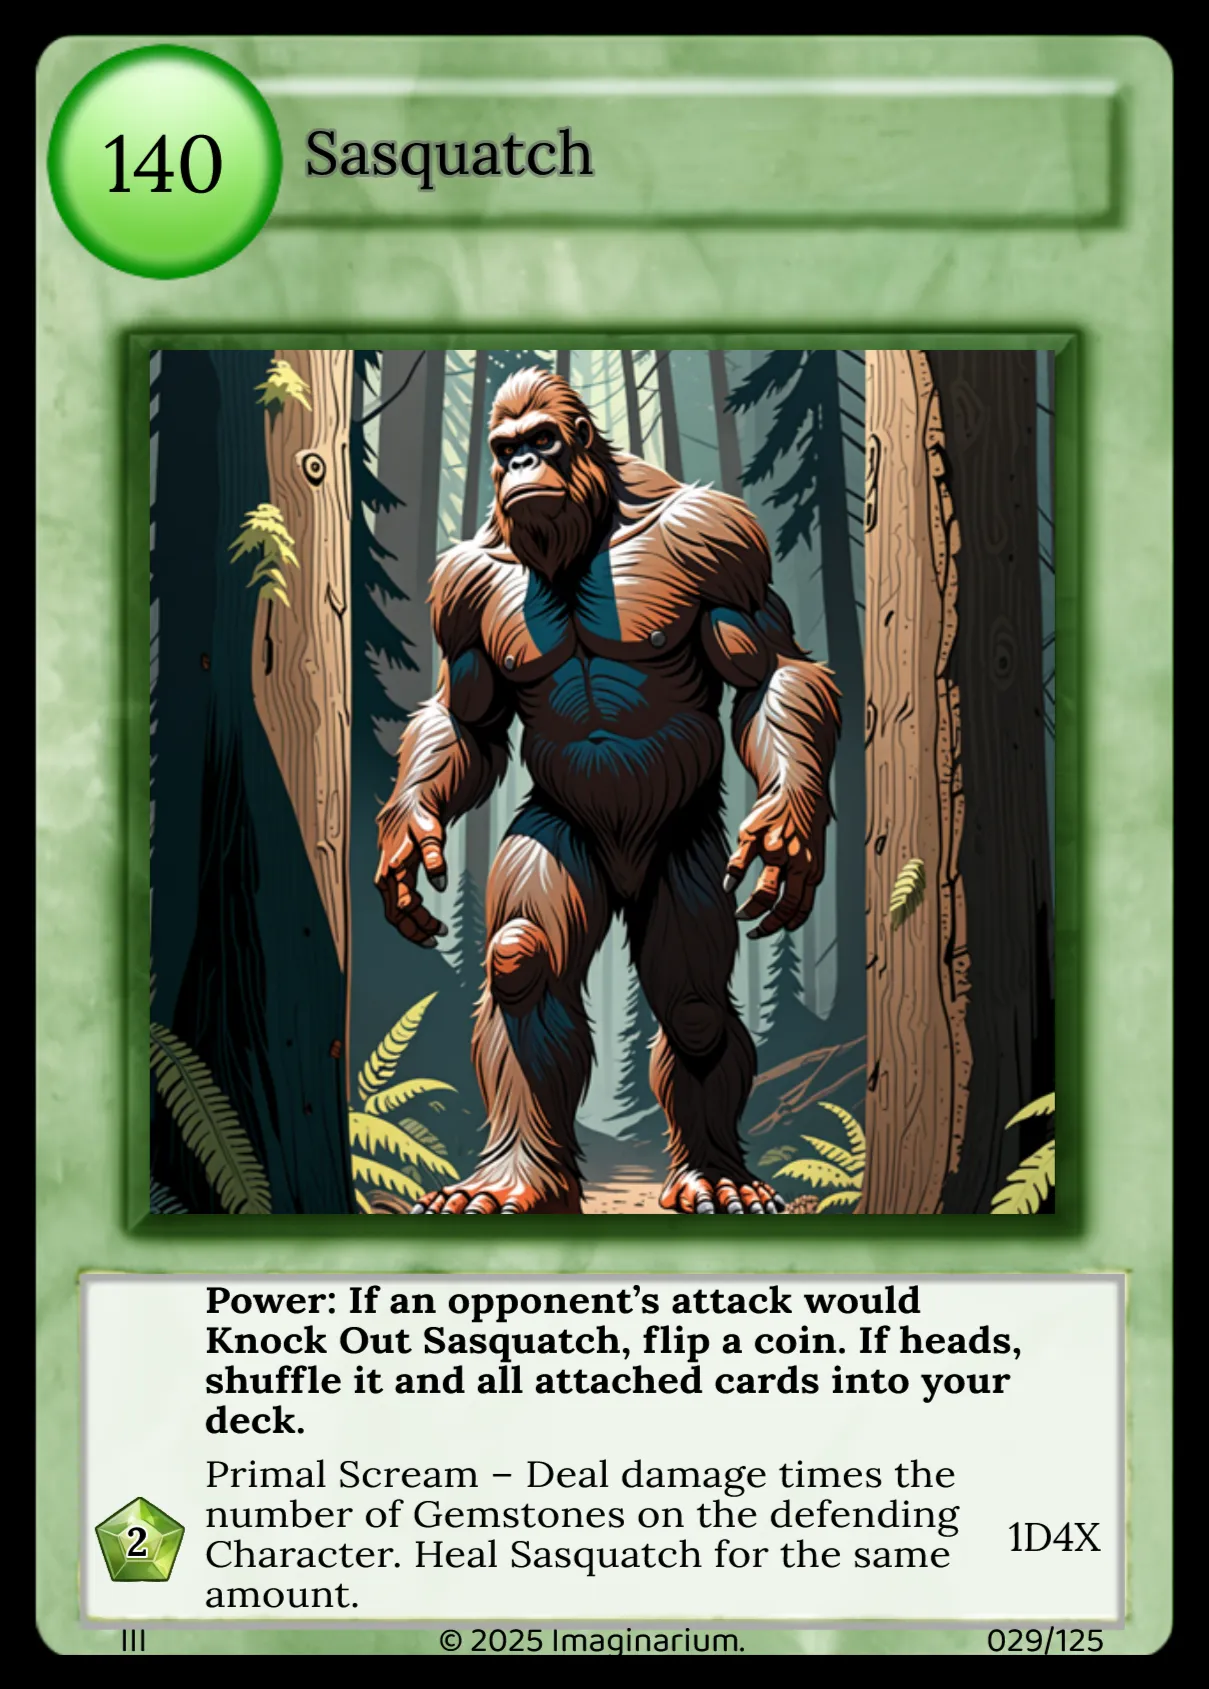 140
Sasquatch
Power: If an opponent’s attack would
Knock Out Sasquatch, flip a coin. If heads,
shuffle it and all attached cards into your
deck.
Primal Scream – Deal damage times the
number of Gemstones on the defending
Character. Heal Sasquatch for the same
amount.
2
1D4X
III
© 2025 Imaginarium.
029/125